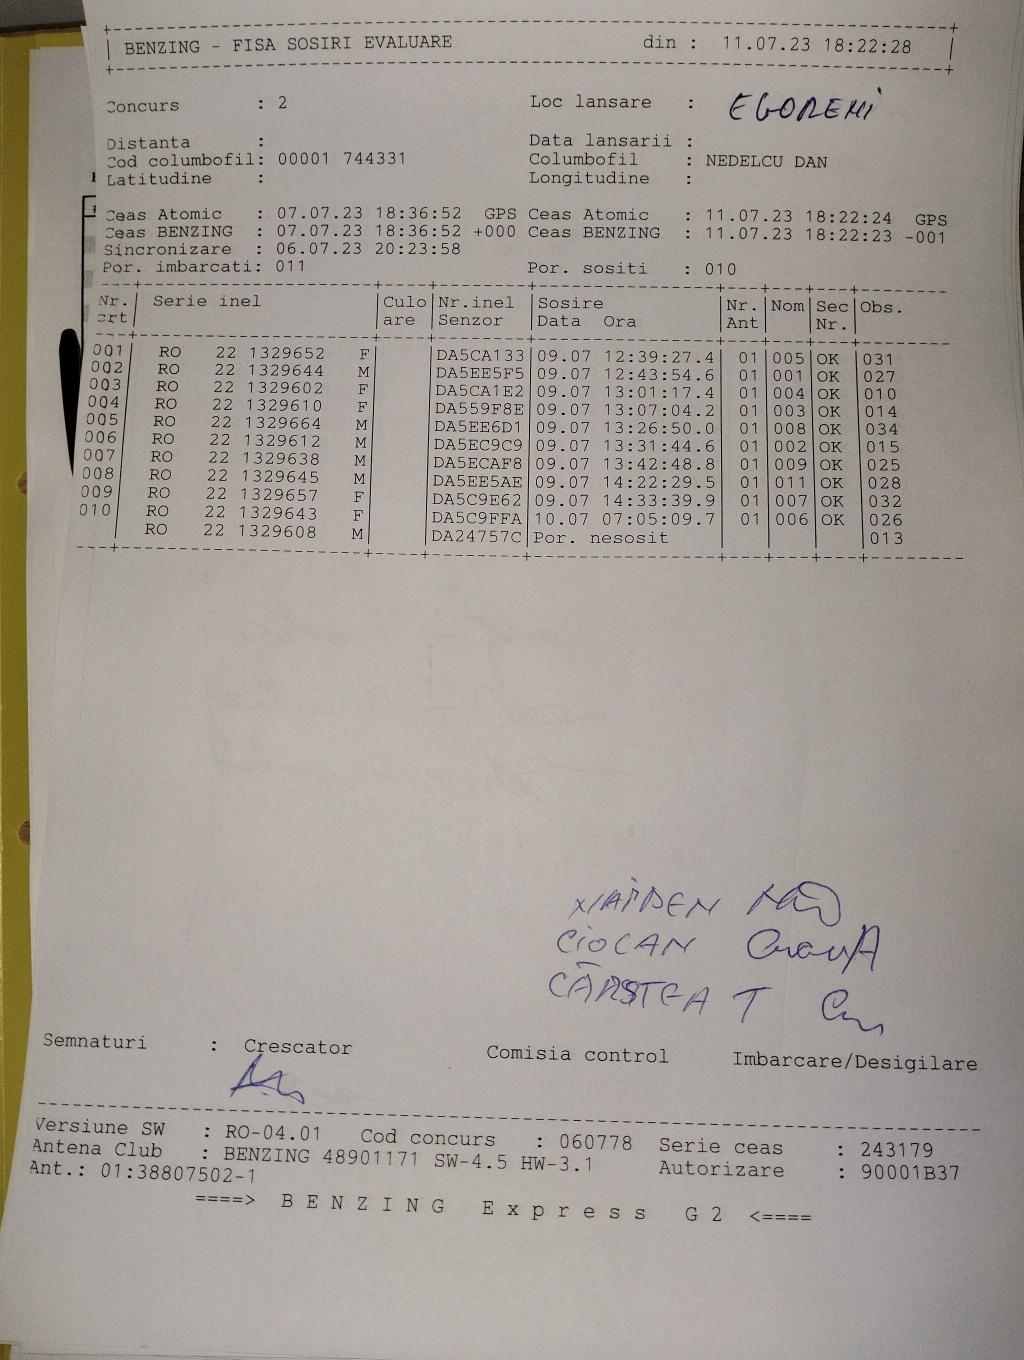 BENZING - FISA SOSIRI EVALUARE din : 11.07.23 18:22:28
Concurs : 2 Loc lansare : EGOREHI
Distanta : Data lansarii :
Cod columbofil: 00001 744331 Columbofil : NEDELCU DAN
Latitudine : Longitudine :
Ceas Atomic : 07.07.23 18:36:52 GPS Ceas Atomic : 11.07.23 18:22:24 GPS
Ceas BENZING : 07.07.23 18:36:52 +000 Ceas BENZING : 11.07.23 18:22:23 -001
Sincronizare : 06.07.23 20:23:58
Por. imbarcati: 011 Por. sositi : 010
Nr. Serie inel Culo Nr.inel Sosire Nr. Nom Sec Obs.
crt are Senzor Data Ora Ant Nr.
001 RO 22 1329652 F DA5CA133 09.07 12:39:27.4 01 005 OK 031
002 RO 22 1329644 M DA5EE5F5 09.07 12:43:54.6 01 001 OK 027
003 RO 22 1329602 F DA5CA1E2 09.07 13:01:17.4 01 004 OK 010
004 RO 22 1329610 F DA559F8E 09.07 13:07:04.2 01 003 OK 014
005 RO 22 1329664 M DA5EE6D1 09.07 13:26:50.0 01 008 OK 034
006 RO 22 1329612 M DA5EC9C9 09.07 13:31:44.6 01 002 OK 015
007 RO 22 1329638 M DA5ECAF8 09.07 13:42:48.8 01 009 OK 025
008 RO 22 1329645 M DA5EE5AE 09.07 14:22:29.5 01 011 OK 028
009 RO 22 1329657 F DA5C9E62 09.07 14:33:39.9 01 007 OK 032
010 RO 22 1329643 F DA5C9FFA 10.07 07:05:09.7 01 006 OK 026
RO 22 1329608 M DA24757C Por. nesosit 013
NAIDEN
CIOCAN
CÂRSTEA T
Semnaturi : Crescator Comisia control Imbarcare/Desigilare
Versiune SW : RO-04.01 Cod concurs : 060778 Serie ceas : 243179
Antena Club : BENZING 48901171 SW-4.5 HW-3.1 Autorizare : 90001B37
Ant.: 01:38807502-1
====> B E N Z I N G E x p r e s s G 2 <====